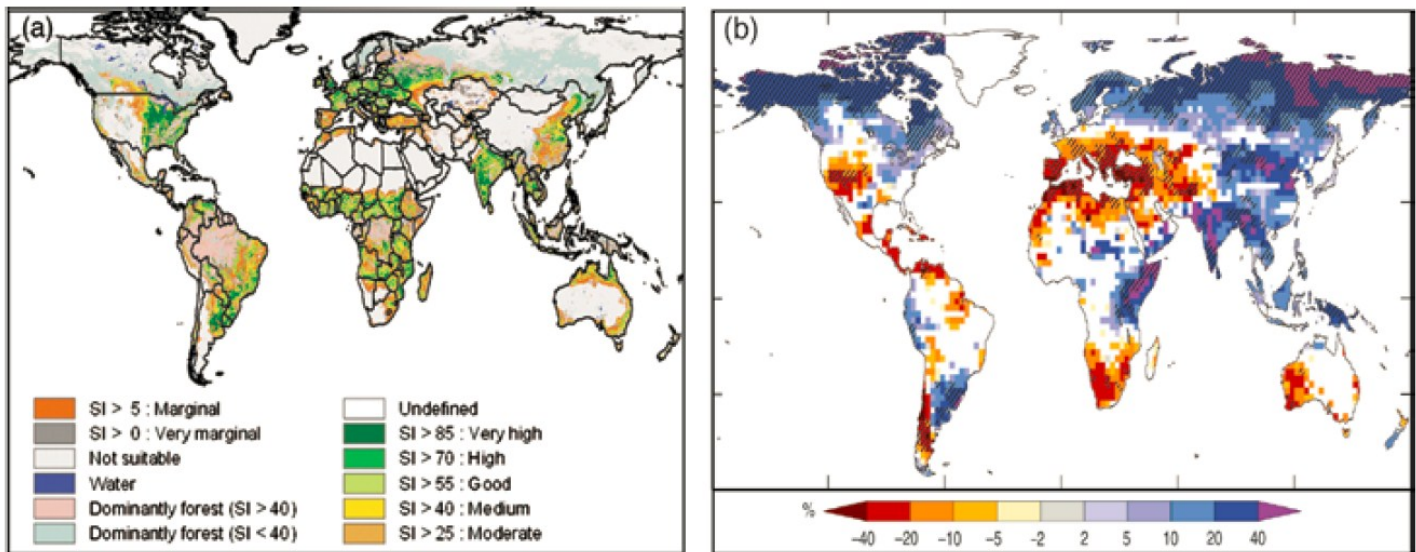 (a)
SI > 5 : Marginal
SI > 0 : Very marginal
Not suitable
Water
Dominantly forest (SI > 40)
Dominantly forest (SI < 40)
Undefined
SI > 85 : Very high
SI > 70 : High
SI > 55 : Good
SI > 40 : Medium
SI > 25 : Moderate
(b)
%
-40 -20 -10 -5 -2 2 5 10 20 40